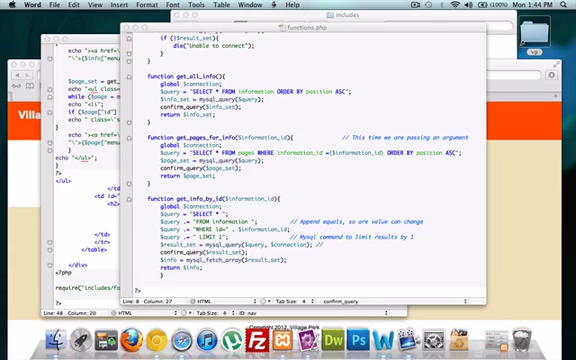 Word File Edit View Insert Format Font Tools Table Window Help
(100%) Mon 1:44 PM
includes
functions.php
vp
if (!$result_set){
die("Unable to connect");
}
}
function get_all_info(){
global $connection;
$query = "SELECT * FROM information ORDER BY position ASC";
$info_set = mysql_query($query);
confirm_query($info_set);
return $info_set;
}
function get_pages_for_info($information_id){ // This time we are passing an argument
global $connection;
$query = "SELECT * FROM pages WHERE information_id ={$information_id} ORDER BY position ASC";
$page_set = mysql_query($query);
confirm_query($page_set);
return $page_set;
}
function get_info_by_id($information_id){
global $connection;
$query = "SELECT * ";
$query .= "FROM information "; // Append equals, so are value can change
$query .= "WHERE id=" . $information_id;
$query .= " LIMIT 1"; // Mysql command to limit results by 1
$result_set = mysql_query($query, $connection); //
confirm_query($result_set);
$info = mysql_fetch_array($result_set);
return $info;
}
?>
Line: 8 Column: 27 HTML Tab Size: 4 confirm_query
echo "><a href=
\">{$info["menu
$page_set = get_
echo "<ul class=
while ($page =
echo "<li";
if ($page["id"]
echo " class=\
echo "><a href=
\">{$page["menu
}
echo "</ul>";
}
?>
</ul>
</td>
<td id=
<h2>
</td>
</tr>
</table>
<?php
require("includes/fo
Line: 48 Column: 20 HTML Tab Size: 4 ID: nav
Villag
Copyright 2012, Village Park
Dw
Ps